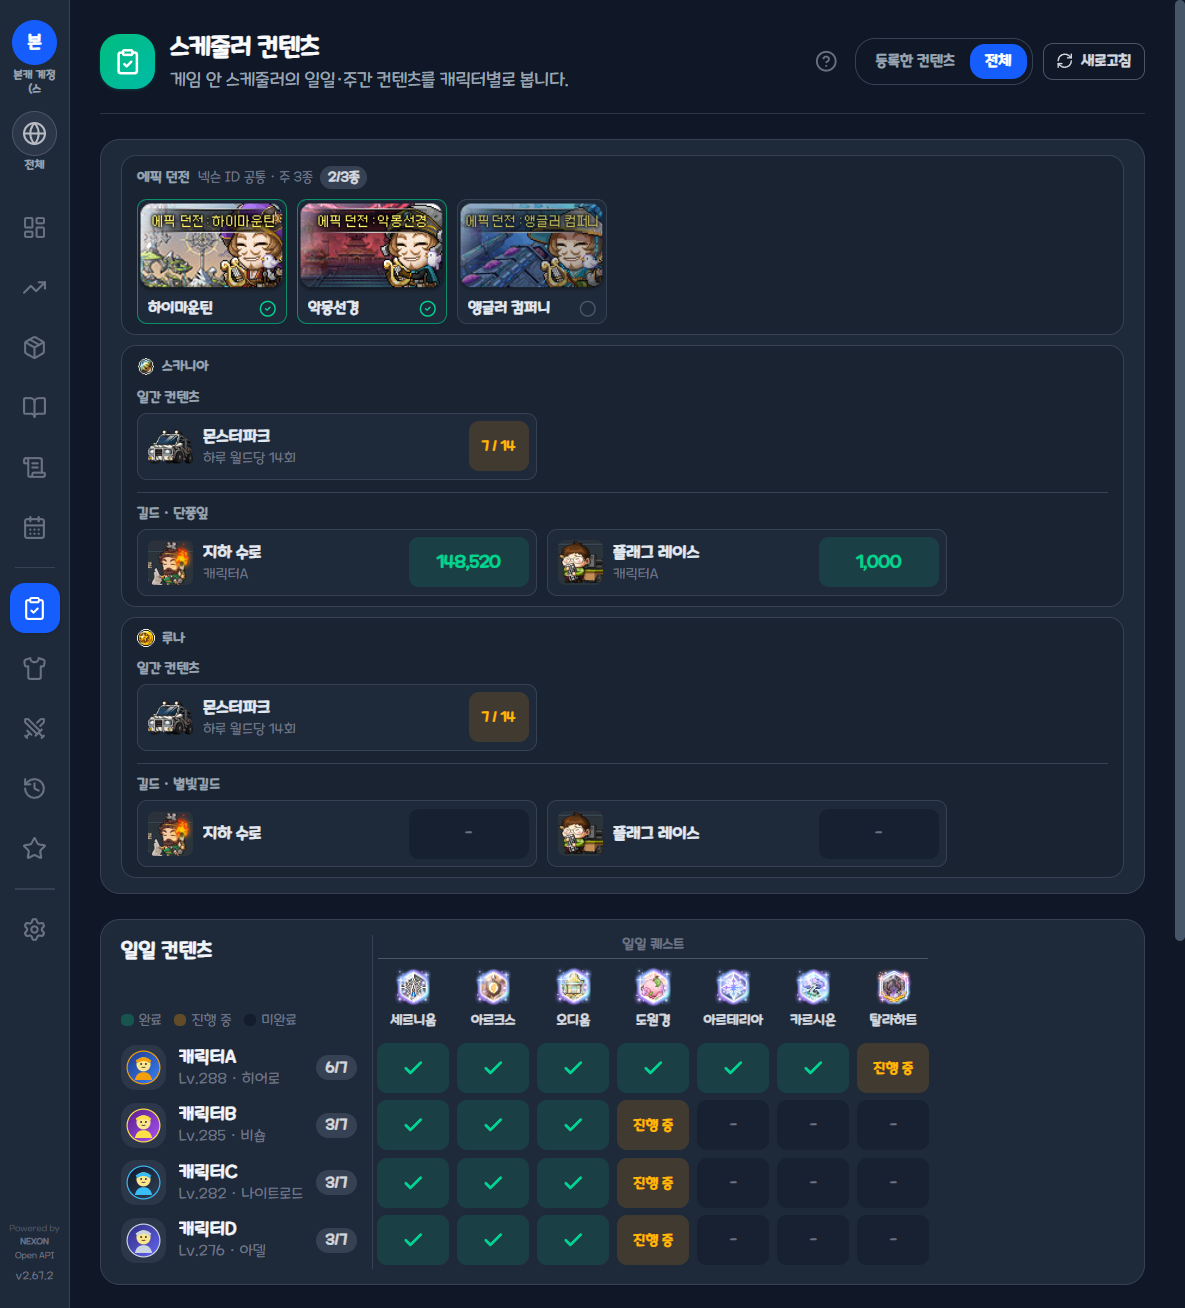 본
본캐 계정
(스
전체
Powered by
NEXON
Open API
v2.67.2
스케줄러 컨텐츠
게임 안 스케줄러의 일일·주간 컨텐츠를 캐릭터별로 봅니다.
등록한 컨텐츠 전체 새로고침
에픽 던전 넥슨 ID 공통 · 주 3종 2/3종
에픽 던전 : 하이마운틴 에픽 던전 : 악몽선경 에픽 던전 : 앵글러 컴퍼니
하이마운틴 악몽선경 앵글러 컴퍼니
스카니아
일간 컨텐츠
몬스터파크
하루 월드당 14회
7 / 14
길드 · 단풍잎
지하 수로
캐릭터A
148,520
플래그 레이스
캐릭터A
1,000
루나
일간 컨텐츠
몬스터파크
하루 월드당 14회
7 / 14
길드 · 별빛길드
지하 수로 - 플래그 레이스 -
일일 컨텐츠
일일 퀘스트
완료 진행 중 미완료
세르니움 아르크스 오디움 도원경 아르테리아 카르시온 탈라하트
캐릭터A
Lv.288 · 히어로
6/7 진행 중
캐릭터B
Lv.285 · 비숍
3/7 진행 중 - - -
캐릭터C
Lv.282 · 나이트로드
3/7 진행 중 - - -
캐릭터D
Lv.276 · 아델
3/7 진행 중 - - -